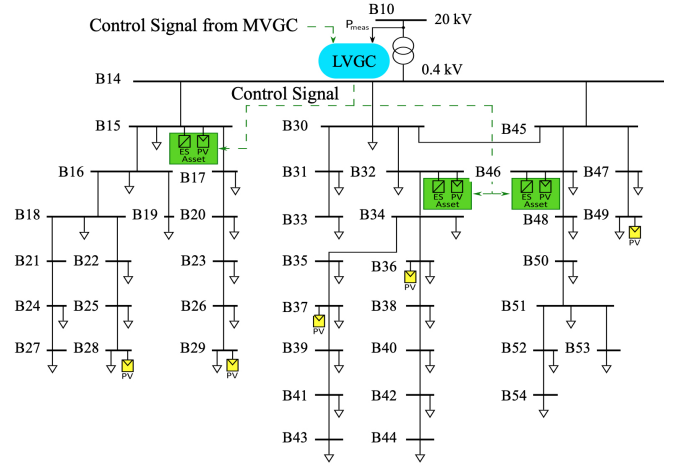 B10
20 kV
Control Signal from MVGC
Pmeas
LVGC
0.4 kV
B14
Control Signal
B15
B30
B45
ES PV
Asset
B16
B17
B31
B32
B46
B47
ES PV
Asset
ES PV
Asset
B18
B19
B20
B33
B34
B48
B49
PV
B21
B22
B23
B35
B36
B50
PV
B24
B25
B26
B37
B38
B51
PV
B27
B28
B29
B39
B40
B52
B53
PV
PV
B41
B42
B54
B43
B44